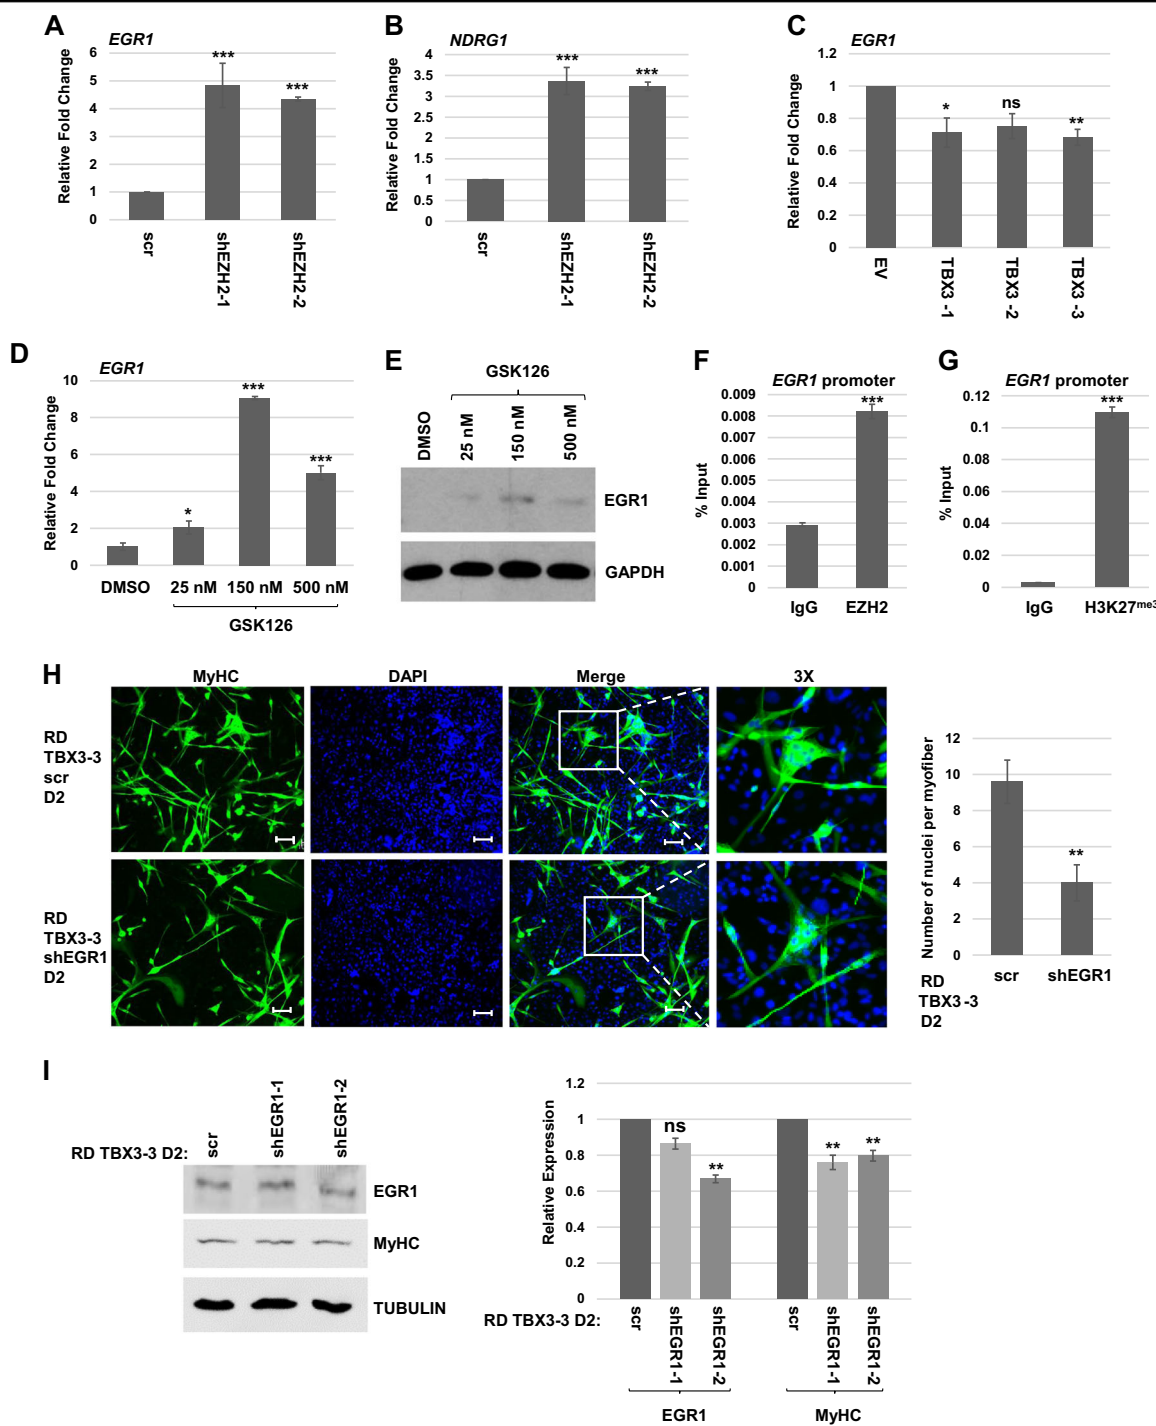 A
EGR1
Relative Fold Change
6
5
4
3
2
1
0
***
***
scr
shEZH2-1
shEZH2-2
B
NDRG1
Relative Fold Change
4
3.5
3
2.5
2
1.5
1
0.5
0
***
***
scr
shEZH2-1
shEZH2-2
C
EGR1
Relative Fold Change
1.2
1
0.8
0.6
0.4
0.2
0
*
ns
**
EV
TBX3 -1
TBX3 -2
TBX3 -3
D
EGR1
Relative Fold Change
10
8
6
4
2
0
*
***
***
DMSO 25 nM 150 nM 500 nM
GSK126
E
GSK126
DMSO
25 nM
150 nM
500 nM
EGR1
GAPDH
F
EGR1 promoter
% Input
0.009
0.008
0.007
0.006
0.005
0.004
0.003
0.002
0.001
0
***
IgG EZH2
G
EGR1 promoter
% Input
0.12
0.1
0.08
0.06
0.04
0.02
0
***
IgG H3K27me3
H
MyHC DAPI Merge 3X
RD
TBX3-3
scr
D2
RD
TBX3-3
shEGR1
D2
Number of nuclei per myofiber
12
10
8
6
4
2
0
**
scr shEGR1
RD
TBX3 -3
D2
I
RD TBX3-3 D2:
scr
shEGR1-1
shEGR1-2
EGR1
MyHC
TUBULIN
Relative Expression
1.2
1
0.8
0.6
0.4
0.2
0
ns
**
**
**
RD TBX3-3 D2:
scr
shEGR1-1
shEGR1-2
scr
shEGR1-1
shEGR1-2
EGR1 MyHC